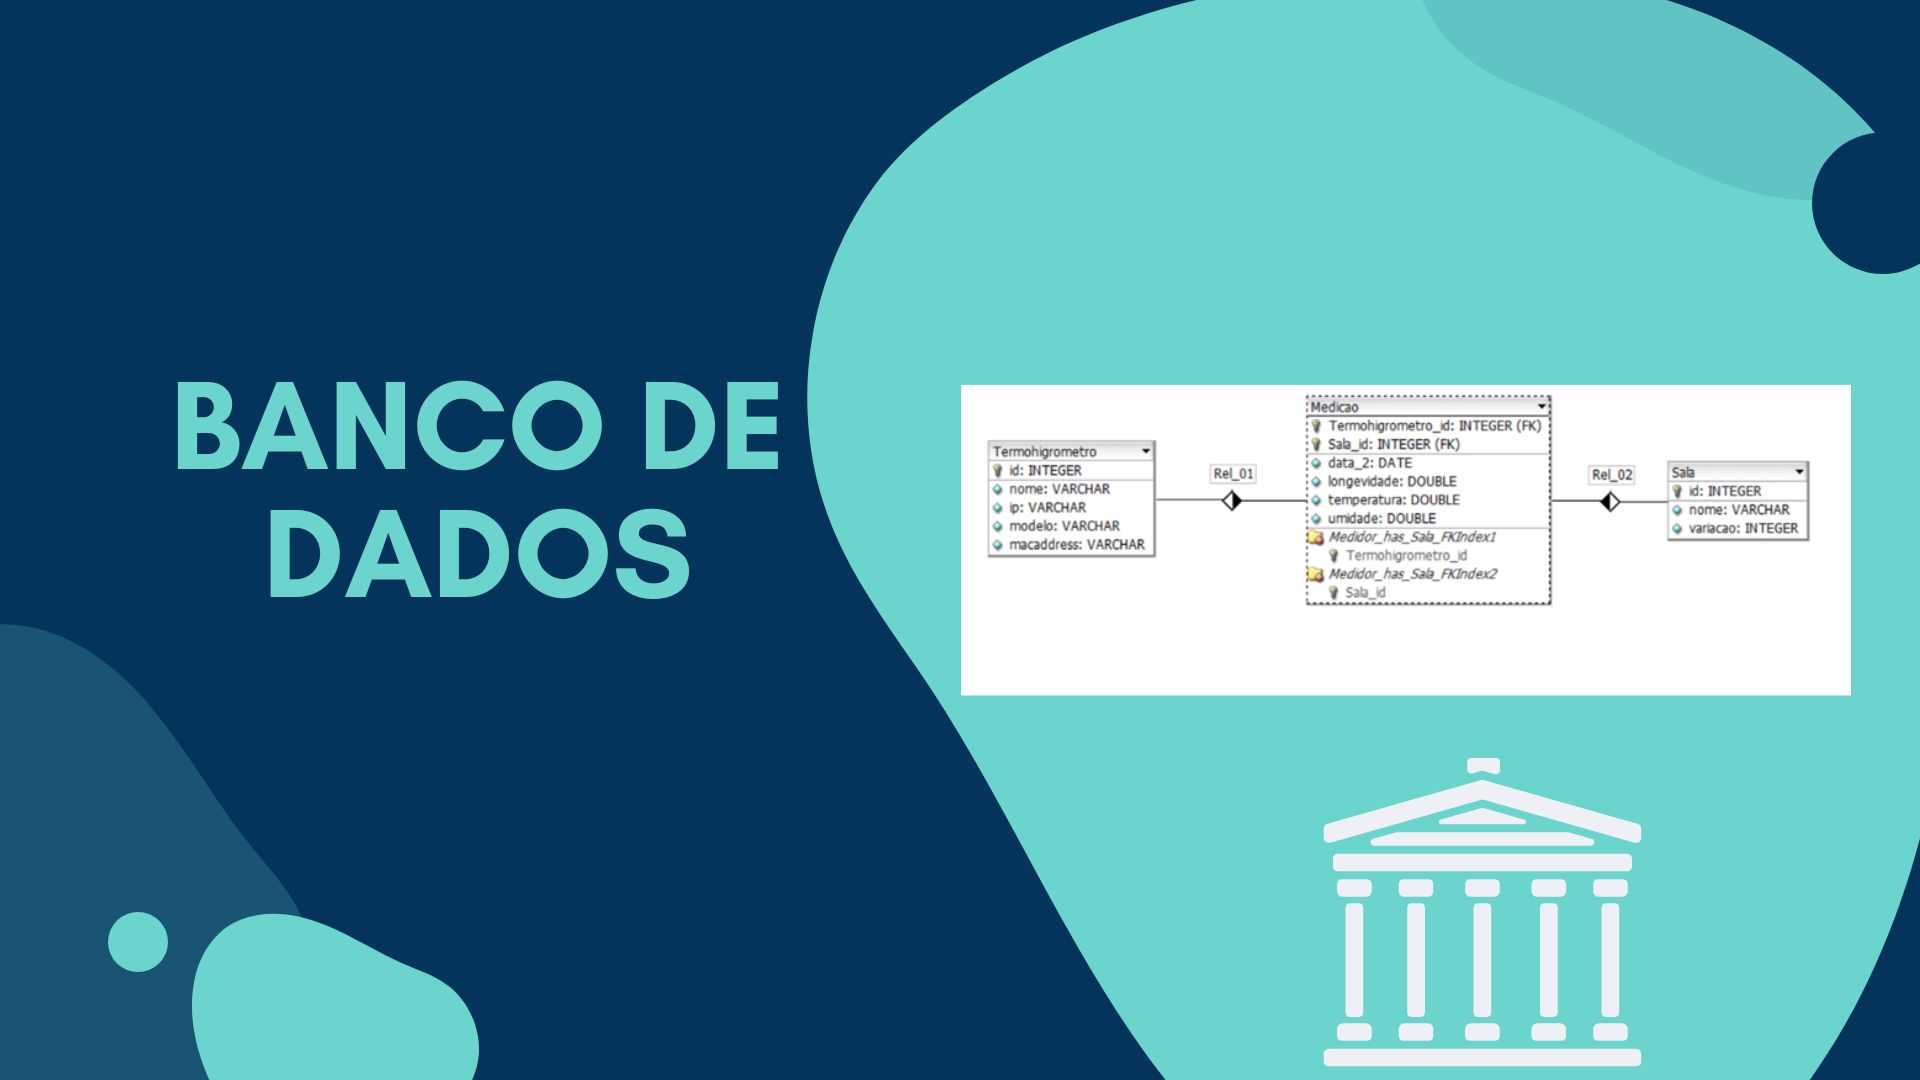 BANCO DE
DADOS
Termohigrometro
id: INTEGER
nome: VARCHAR
ip: VARCHAR
modelo: VARCHAR
macaddress: VARCHAR
Rel_01
Medicao
Termohigrometro_id: INTEGER (FK)
Sala_id: INTEGER (FK)
data_2: DATE
longevidade: DOUBLE
temperatura: DOUBLE
umidade: DOUBLE
Medidor_has_Sala_FKIndex1
Termohigrometro_id
Medidor_has_Sala_FKIndex2
Sala_id
Rel_02
Sala
id: INTEGER
nome: VARCHAR
variacao: INTEGER